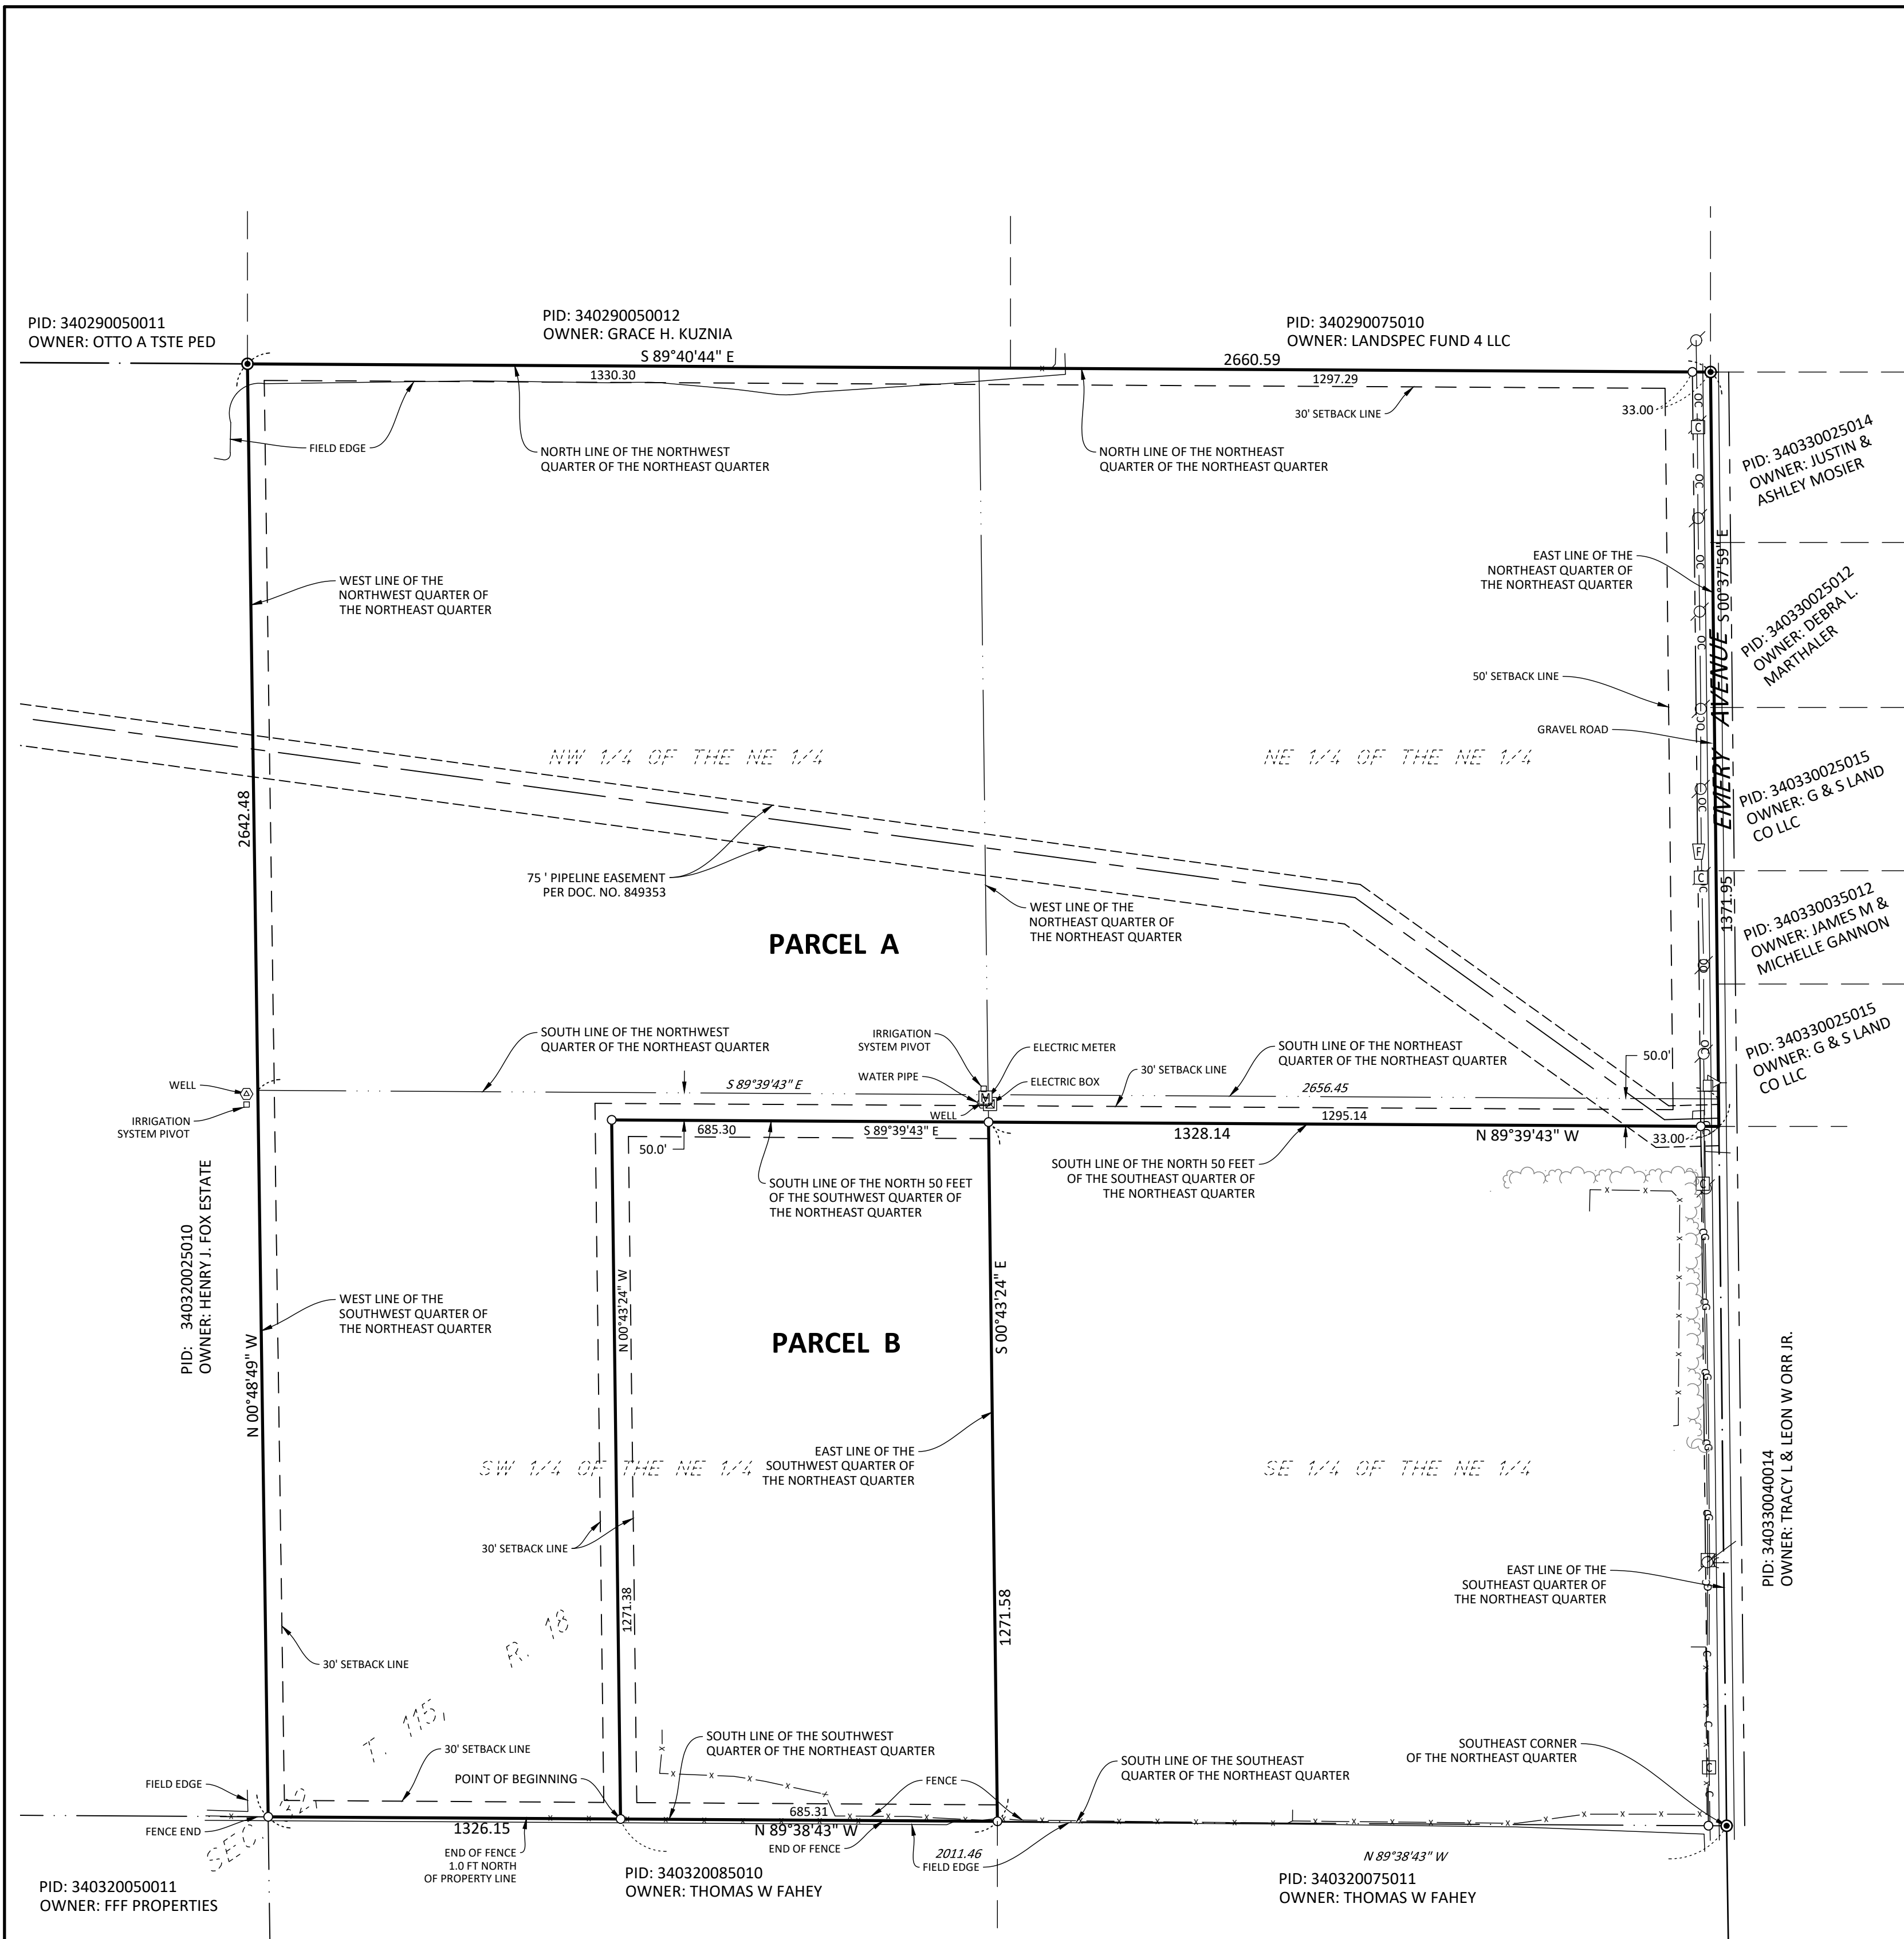 PID: 340290050011
OWNER: OTTO A TSTE PED
PID: 340290050012
OWNER: GRACE H. KUZNIA
PID: 340290075010
OWNER: LANDSPEC FUND 4 LLC
S 89°40'44" E
2660.59
1330.30
1297.29
30' SETBACK LINE
33.00
FIELD EDGE
NORTH LINE OF THE NORTHWEST
QUARTER OF THE NORTHEAST QUARTER
NORTH LINE OF THE NORTHEAST
QUARTER OF THE NORTHEAST QUARTER
OC
C
OC
PID: 340330025014
OWNER: JUSTIN &
ASHLEY MOSIER
WEST LINE OF THE
NORTHWEST QUARTER OF
THE NORTHEAST QUARTER
EAST LINE OF THE
NORTHEAST QUARTER OF
THE NORTHEAST QUARTER
OC
OC
S 00°37'59" E
PID: 340330025012
OWNER: DEBRA L.
MARTHALER
50' SETBACK LINE
EMERY AVENUE
OC
GRAVEL ROAD
NW 1/4 OF THE NE 1/4
NE 1/4 OF THE NE 1/4
OC
PID: 340330025015
OWNER: G & S LAND
CO LLC
2642.48
F
C
75 ' PIPELINE EASEMENT
PER DOC. NO. 849353
1371.95
WEST LINE OF THE
NORTHEAST QUARTER OF
THE NORTHEAST QUARTER
PARCEL A
PID: 340330035012
OWNER: JAMES M &
MICHELLE GANNON
SOUTH LINE OF THE NORTHWEST
QUARTER OF THE NORTHEAST QUARTER
IRRIGATION
SYSTEM PIVOT
ELECTRIC METER
SOUTH LINE OF THE NORTHEAST
QUARTER OF THE NORTHEAST QUARTER
50.0'
OC
PID: 340330025015
OWNER: G & S LAND
CO LLC
WELL
S 89°39'43" E
WATER PIPE
ELECTRIC BOX
30' SETBACK LINE
2656.45
M
IRRIGATION
SYSTEM PIVOT
WELL
1295.14
685.30
S 89°39'43" E
1328.14
N 89°39'43" W
33.00
50.0'
SOUTH LINE OF THE NORTH 50 FEET
OF THE SOUTHEAST QUARTER OF
THE NORTHEAST QUARTER
SOUTH LINE OF THE NORTH 50 FEET
OF THE SOUTHWEST QUARTER OF
THE NORTHEAST QUARTER
C
PID: 340320025010
OWNER: HENRY J. FOX ESTATE
N 00°43'24" W
S 00°43'24" E
WEST LINE OF THE
SOUTHWEST QUARTER OF
THE NORTHEAST QUARTER
PARCEL B
N 00°48'49" W
PID: 340330040014
OWNER: TRACY L & LEON W ORR JR.
EAST LINE OF THE
SOUTHWEST QUARTER OF
THE NORTHEAST QUARTER
SW 1/4 OF THE NE 1/4
SE 1/4 OF THE NE 1/4
30' SETBACK LINE
EAST LINE OF THE
SOUTHEAST QUARTER OF
THE NORTHEAST QUARTER
1271.38
1271.58
30' SETBACK LINE
SEC. 32, T. 115, R. 18
30' SETBACK LINE
SOUTH LINE OF THE SOUTHWEST
QUARTER OF THE NORTHEAST QUARTER
SOUTHEAST CORNER
OF THE NORTHEAST QUARTER
SOUTH LINE OF THE SOUTHEAST
QUARTER OF THE NORTHEAST QUARTER
C
FIELD EDGE
POINT OF BEGINNING
FENCE
685.31
FENCE END
1326.15
N 89°38'43" W
END OF FENCE
1.0 FT NORTH
OF PROPERTY LINE
END OF FENCE
2011.46
FIELD EDGE
N 89°38'43" W
PID: 340320050011
OWNER: FFF PROPERTIES
PID: 340320085010
OWNER: THOMAS W FAHEY
PID: 340320075011
OWNER: THOMAS W FAHEY